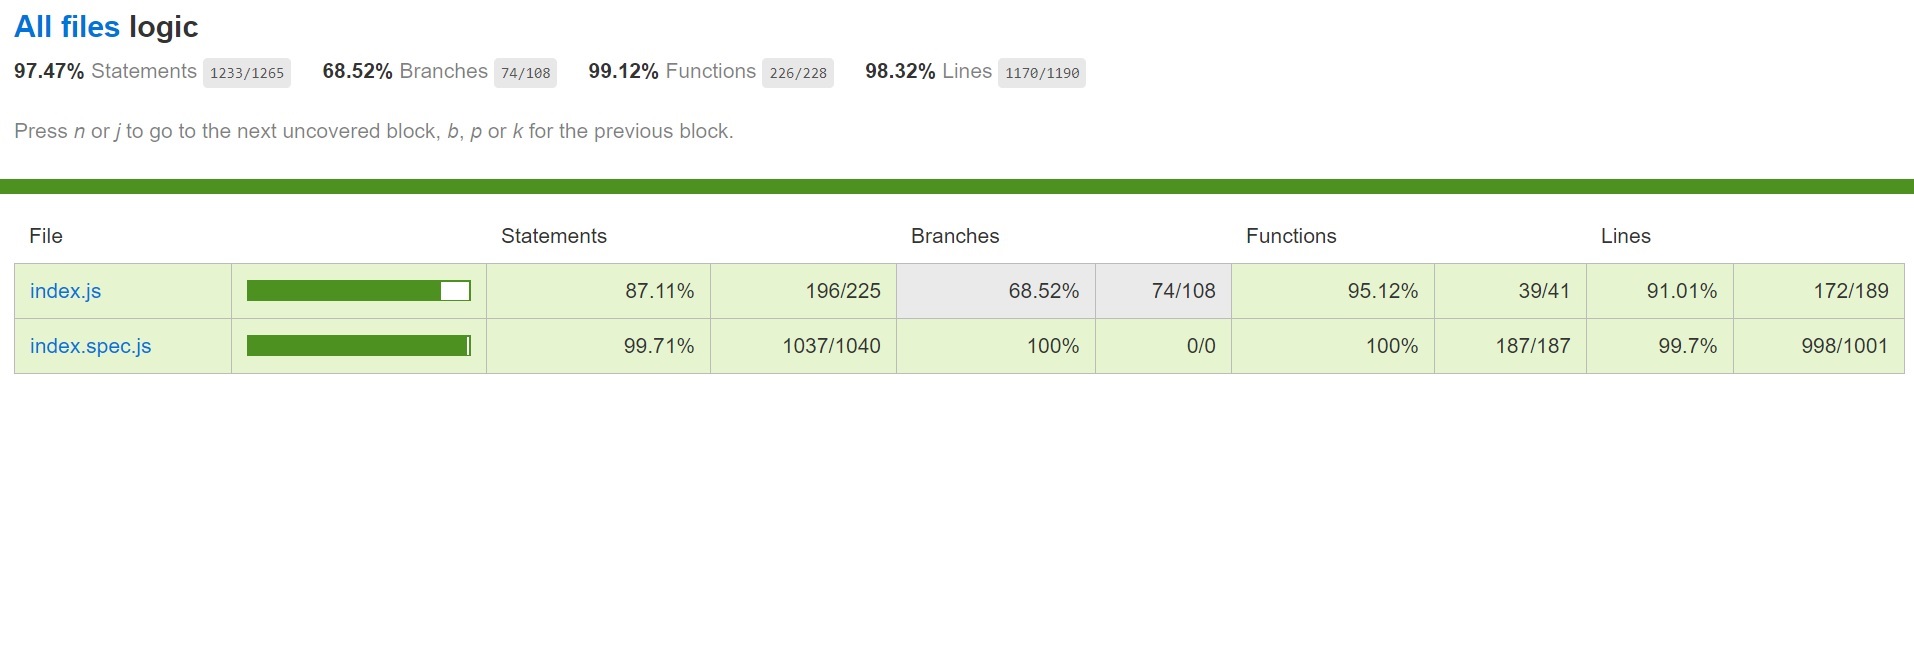 All files logic
97.47% Statements 1233/1265 68.52% Branches 74/108 99.12% Functions 226/228 98.32% Lines 1170/1190
Press n or j to go to the next uncovered block, b, p or k for the previous block.
File Statements Branches Functions Lines
index.js 87.11% 196/225 68.52% 74/108 95.12% 39/41 91.01% 172/189
index.spec.js 99.71% 1037/1040 100% 0/0 100% 187/187 99.7% 998/1001